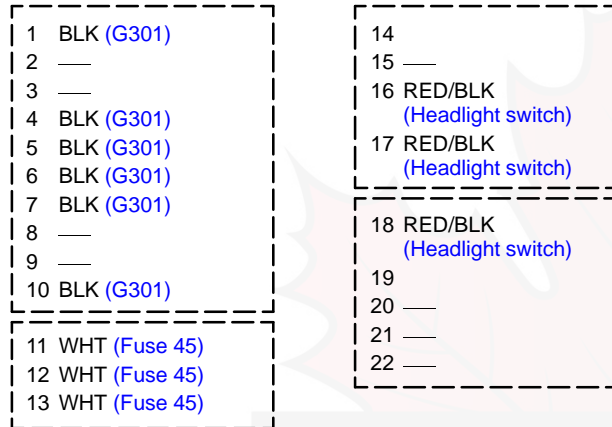 1 BLK (G301)
2 ——
3 ——
4 BLK (G301)
5 BLK (G301)
6 BLK (G301)
7 BLK (G301)
8 ——
9 ——
10 BLK (G301)
11 WHT (Fuse 45)
12 WHT (Fuse 45)
13 WHT (Fuse 45)
14
15 ——
16 RED/BLK
(Headlight switch)
17 RED/BLK
(Headlight switch)
18 RED/BLK
(Headlight switch)
19
20 ——
21 ——
22 ——